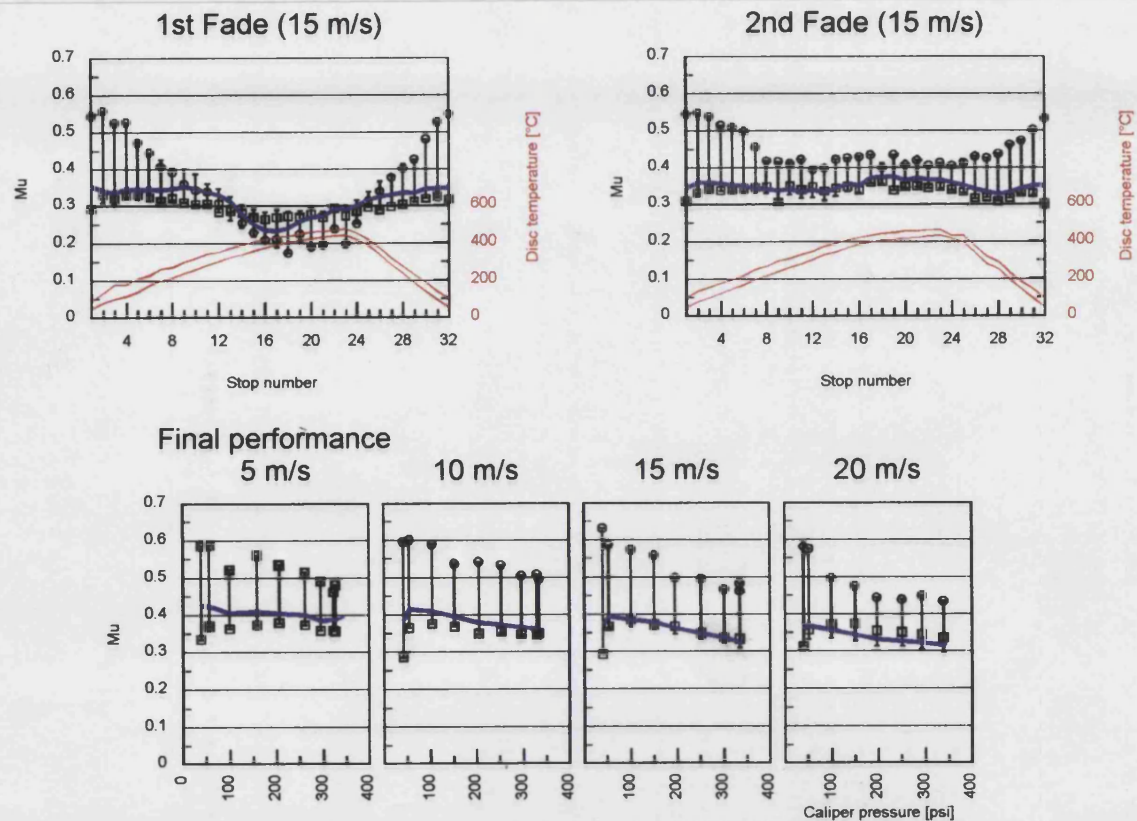 1st Fade (15 m/s)
0.7
0.6
0.5
0.4
0.3
0.2
0.1
0
Mu
600
400
200
0
Disc temperature [°C]
4 8 12 16 20 24 28 32
Stop number
2nd Fade (15 m/s)
0.7
0.6
0.5
0.4
0.3
0.2
0.1
0
Mu
600
400
200
0
Disc temperature [°C]
4 8 12 16 20 24 28 32
Stop number
Final performance
5 m/s 10 m/s 15 m/s 20 m/s
0.7
0.6
0.5
0.4
0.3
0.2
0.1
0
Mu
0 100 200 300 400
100 200 300 400
100 200 300 400
100 200 300 400
Caliper pressure [psi]